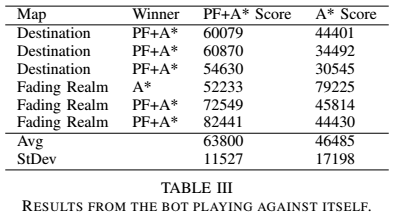 Map Winner PF+A* Score A* Score
Destination PF+A* 60079 44401
Destination PF+A* 60870 34492
Destination PF+A* 54630 30545
Fading Realm A* 52233 79225
Fading Realm PF+A* 72549 45814
Fading Realm PF+A* 82441 44430
Avg 63800 46485
StDev 11527 17198
TABLE III
RESULTS FROM THE BOT PLAYING AGAINST ITSELF.